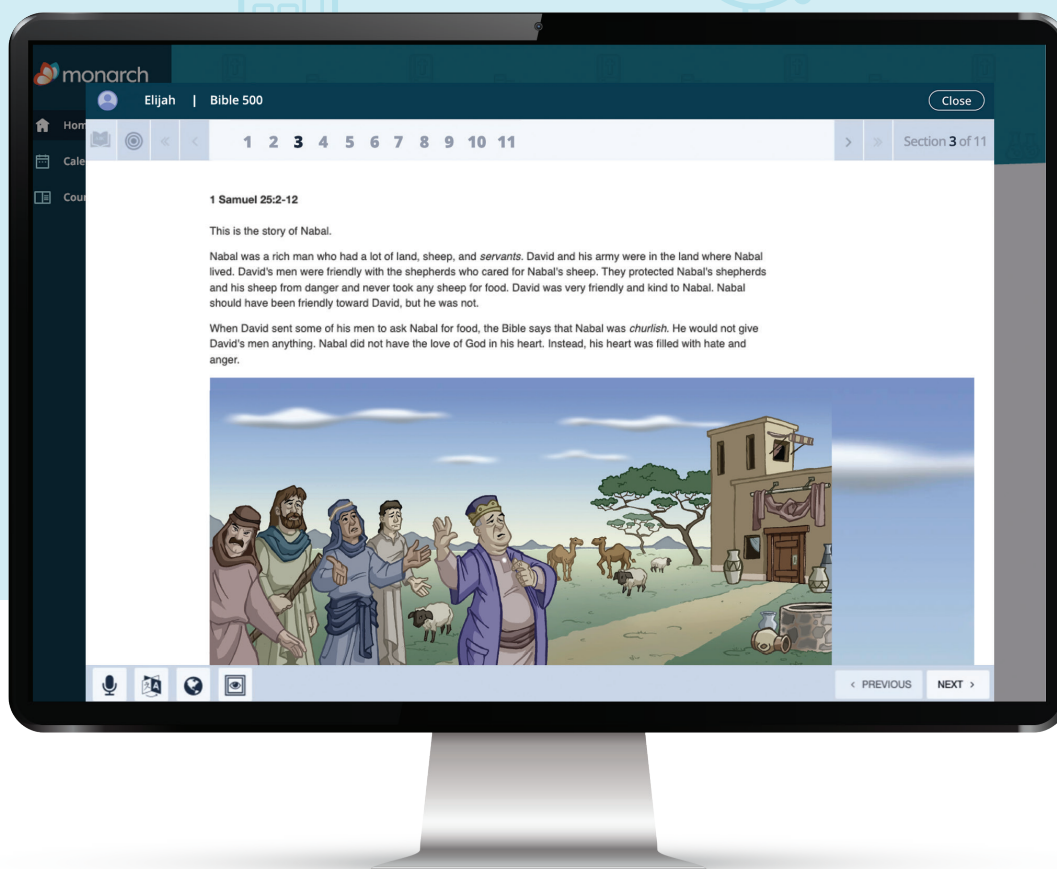 monarch
Elijah | Bible 500
Close
Hom
1 2 3 4 5 6 7 8 9 10 11
Section 3 of 11
Cale
Cour
1 Samuel 25:2-12
This is the story of Nabal.
Nabal was a rich man who had a lot of land, sheep, and servants. David and his army were in the land where Nabal
lived. David's men were friendly with the shepherds who cared for Nabal's sheep. They protected Nabal's shepherds
and his sheep from danger and never took any sheep for food. David was very friendly and kind to Nabal. Nabal
should have been friendly toward David, but he was not.
When David sent some of his men to ask Nabal for food, the Bible says that Nabal was churlish. He would not give
David's men anything. Nabal did not have the love of God in his heart. Instead, his heart was filled with hate and
anger.
< PREVIOUS NEXT >